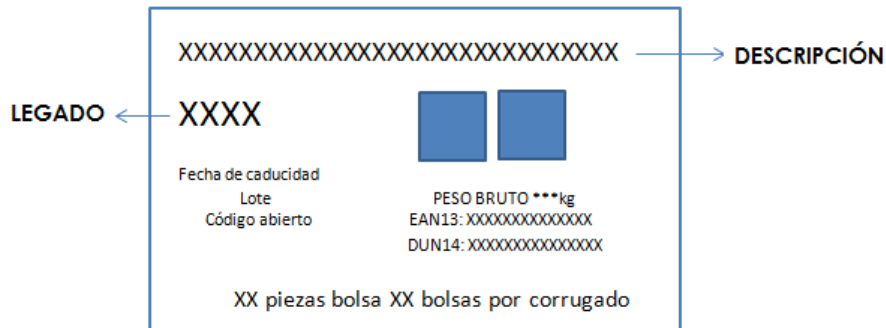 XXXXXXXXXXXXXXXXXXXXXXXXXXXXXX
DESCRIPCIÓN
LEGADO
XXXX
Fecha de caducidad
Lote
Código abierto
PESO BRUTO ***kg
EAN13: XXXXXXXXXXXXXX
DUN14: XXXXXXXXXXXXXXX
XX piezas bolsa XX bolsas por corrugado